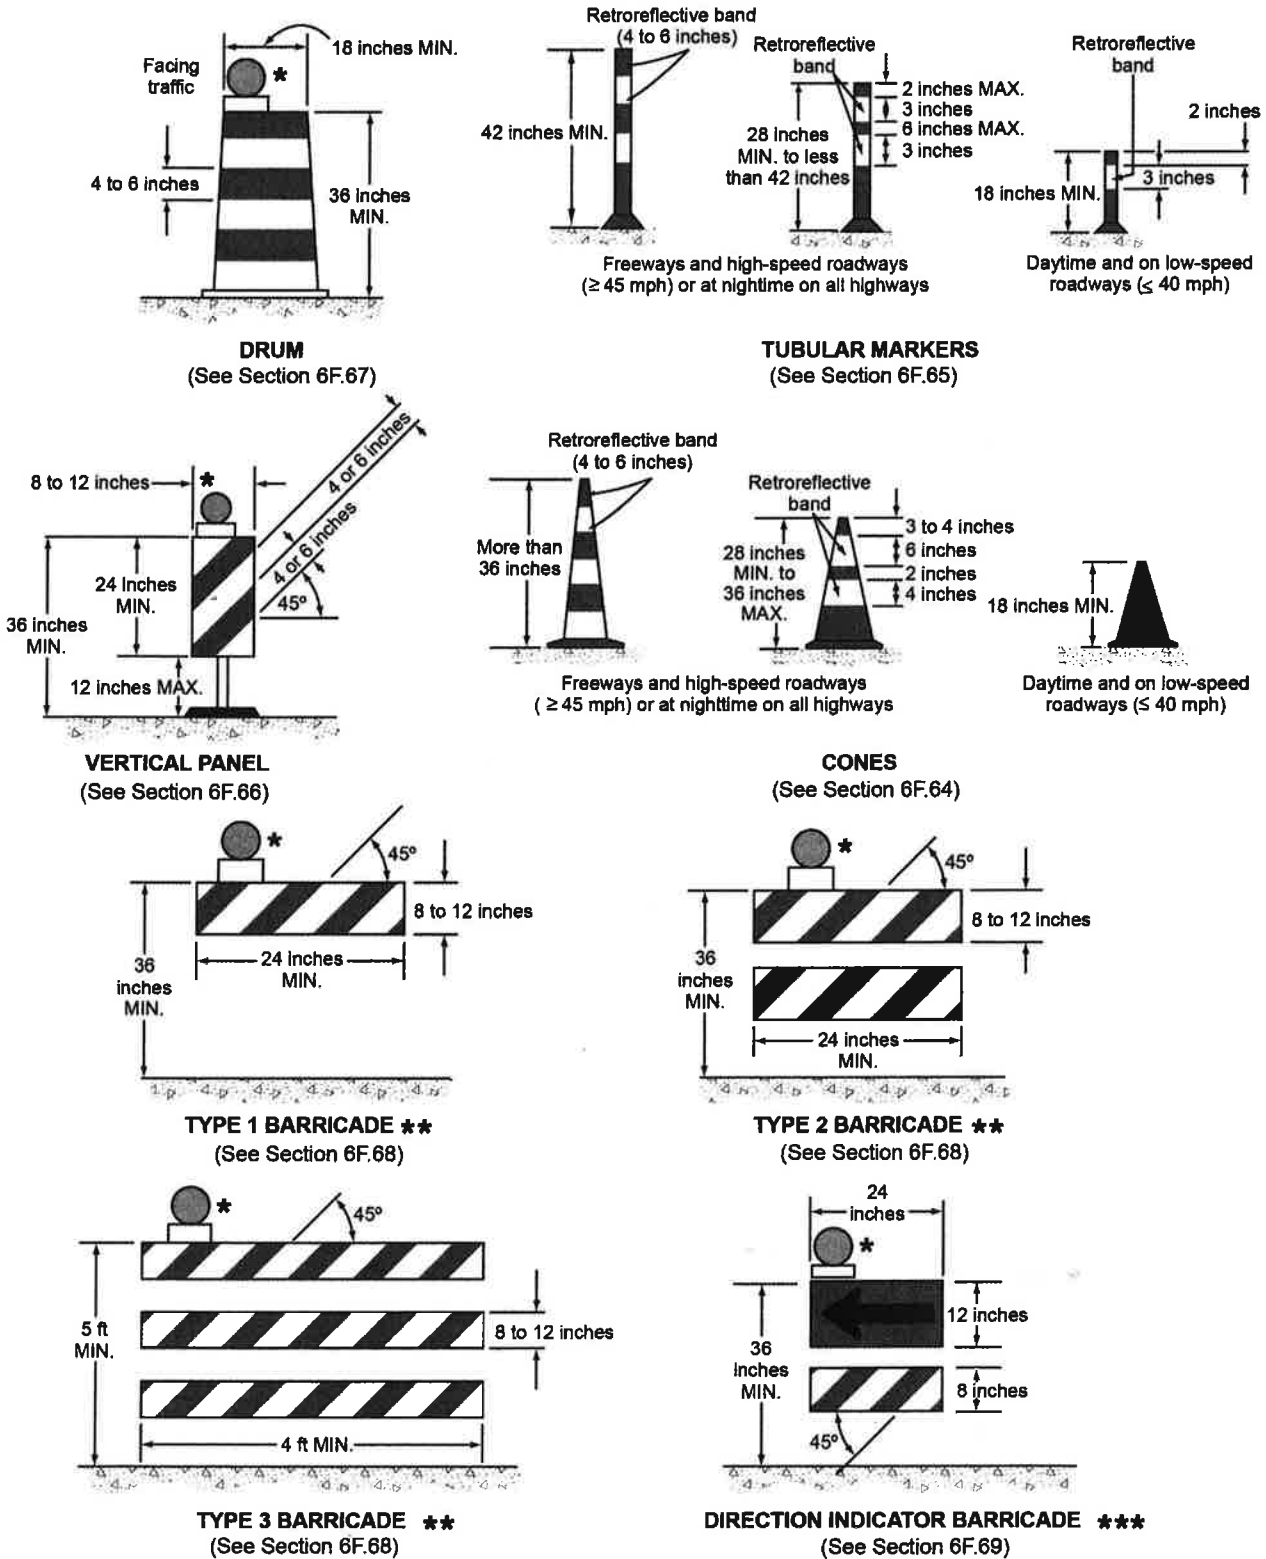 18 inches MIN.
Facing
traffic
*
4 to 6 inches
36 inches
MIN.
DRUM
(See Section 6F.67)
Retroreflective band
(4 to 6 inches)
42 inches MIN.
Retroreflective
band
2 inches MAX.
3 inches
6 inches MAX.
3 inches
28 inches
MIN. to less
than 42 inches
Freeways and high-speed roadways
(≥ 45 mph) or at nightime on all highways
Retroreflective
band
2 inches
3 inches
18 inches MIN.
Daytime and on low-speed
roadways (≤ 40 mph)
TUBULAR MARKERS
(See Section 6F.65)
8 to 12 inches
*
4 or 6 inches
4 or 6 inches
45º
24 inches
MIN.
36 inches
MIN.
12 inches MAX.
VERTICAL PANEL
(See Section 6F.66)
Retroreflective band
(4 to 6 inches)
More than
36 inches
Retroreflective
band
3 to 4 inches
6 inches
2 inches
4 inches
28 inches
MIN. to
36 inches
MAX.
Freeways and high-speed roadways
( ≥ 45 mph) or at nighttime on all highways
18 inches MIN.
Daytime and on low-speed
roadways (≤ 40 mph)
CONES
(See Section 6F.64)
*
45º
8 to 12 inches
24 inches
MIN.
36
inches
MIN.
TYPE 1 BARRICADE **
(See Section 6F.68)
*
45º
8 to 12 inches
36
inches
MIN.
24 inches
MIN.
TYPE 2 BARRICADE **
(See Section 6F.68)
*
45º
5 ft
MIN.
8 to 12 inches
4 ft MIN.
TYPE 3 BARRICADE **
(See Section 6F.68)
24
inches
*
12 inches
36
inches
MIN.
8 inches
45º
DIRECTION INDICATOR BARRICADE ***
(See Section 6F.69)